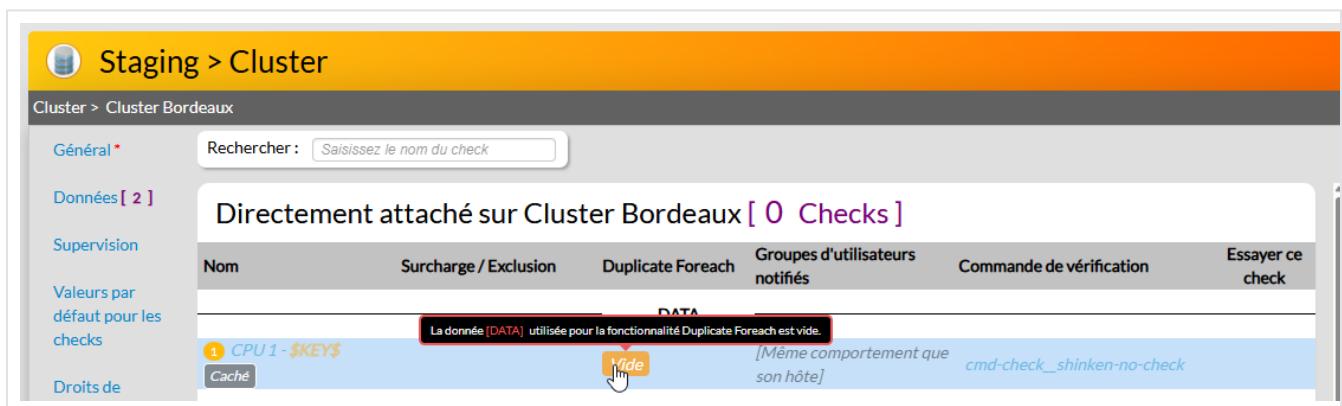 Staging > Cluster
Cluster > Cluster Bordeaux
Général *
Rechercher : Saisissez le nom du check
Données [ 2 ]
Directement attaché sur Cluster Bordeaux [ 0 Checks ]
Supervision
Nom Surcharge / Exclusion Duplicate Foreach Groupes d'utilisateurs notifiés Commande de vérification Essayer ce check
Valeurs par
défaut pour les
checks
DATA
La donnée [DATA] utilisée pour la fonctionnalité Duplicate Foreach est vide.
1 CPU 1 - $KEY$
Caché
Vide
[Même comportement que
son hôte]
cmd-check__shinken-no-check
Droits de